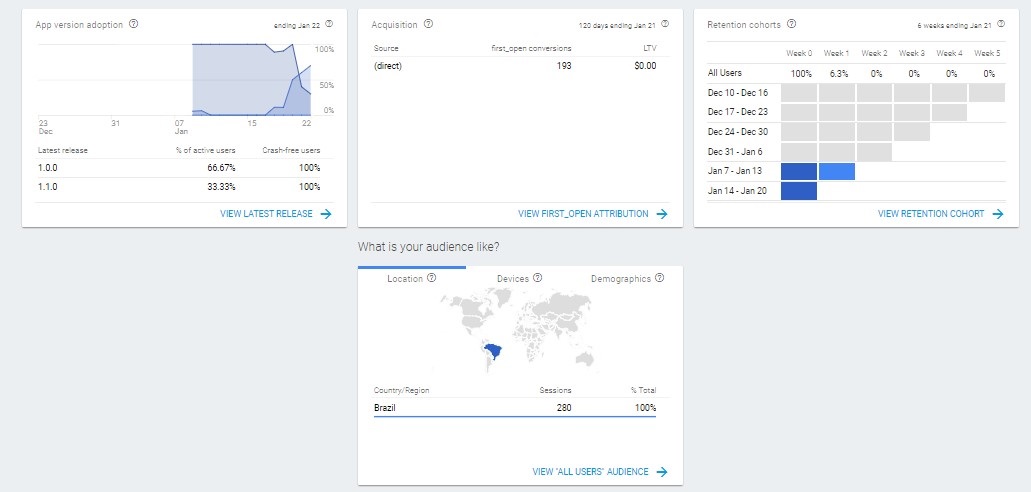 App version adoption
ending Jan 22
100%
50%
0%
23 31 07 15 22
Dec Jan
Latest release % of active users Crash-free users
1.0.0 66.67% 100%
1.1.0 33.33% 100%
VIEW LATEST RELEASE
Acquisition
120 days ending Jan 21
Source first_open conversions LTV
(direct) 193 $0.00
VIEW FIRST_OPEN ATTRIBUTION
Retention cohorts
6 weeks ending Jan 21
Week 0 Week 1 Week 2 Week 3 Week 4 Week 5
All Users 100% 6.3% 0% 0% 0% 0%
Dec 10 - Dec 16
Dec 17 - Dec 23
Dec 24 - Dec 30
Dec 31 - Jan 6
Jan 7 - Jan 13
Jan 14 - Jan 20
VIEW RETENTION COHORT
What is your audience like?
Location Devices Demographics
Country/Region Sessions % Total
Brazil 280 100%
VIEW "ALL USERS" AUDIENCE